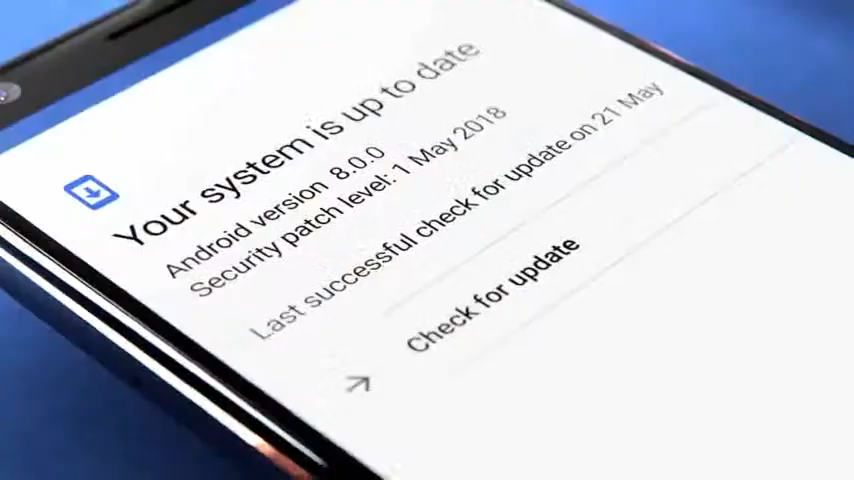 Your system is up to date
Android version 8.0.0
Security patch level: 1 May 2018
Last successful check for update on 21 May
Check for update